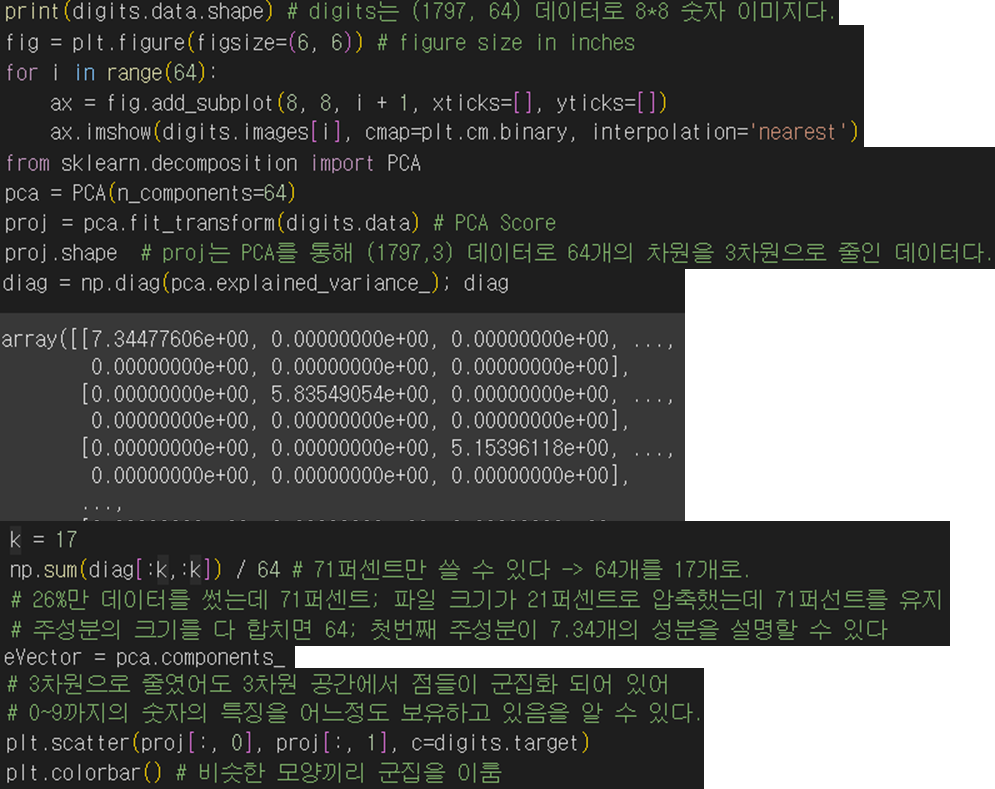 print(digits.data.shape) # digits는 (1797, 64) 데이터로 8*8 숫자 이미지다.
fig = plt.figure(figsize=(6, 6)) # figure size in inches
for i in range(64):
    ax = fig.add_subplot(8, 8, i + 1, xticks=[], yticks=[])
    ax.imshow(digits.images[i], cmap=plt.cm.binary, interpolation='nearest')
from sklearn.decomposition import PCA
pca = PCA(n_components=64)
proj = pca.fit_transform(digits.data) # PCA Score
proj.shape  # proj는 PCA를 통해 (1797,3) 데이터로 64개의 차원을 3차원으로 줄인 데이터다.
diag = np.diag(pca.explained_variance_); diag
array([[7.34477606e+00, 0.00000000e+00, 0.00000000e+00, ...,
        0.00000000e+00, 0.00000000e+00, 0.00000000e+00],
       [0.00000000e+00, 5.83549054e+00, 0.00000000e+00, ...,
        0.00000000e+00, 0.00000000e+00, 0.00000000e+00],
       [0.00000000e+00, 0.00000000e+00, 5.15396118e+00, ...,
        0.00000000e+00, 0.00000000e+00, 0.00000000e+00],
       ...,
k = 17
np.sum(diag[:k,:k]) / 64 # 71퍼센트만 쓸 수 있다 -> 64개를 17개로.
# 26%만 데이터를 썼는데 71퍼센트; 파일 크기가 21퍼센트로 압축했는데 71퍼선트를 유지
# 주성분의 크기를 다 합치면 64; 첫번째 주성분이 7.34개의 성분을 설명할 수 있다
eVector = pca.components_
# 3차원으로 줄였어도 3차원 공간에서 점들이 군집화 되어 있어
# 0~9까지의 숫자의 특징을 어느정도 보유하고 있음을 알 수 있다.
plt.scatter(proj[:, 0], proj[:, 1], c=digits.target)
plt.colorbar() # 비슷한 모양끼리 군집을 이룸